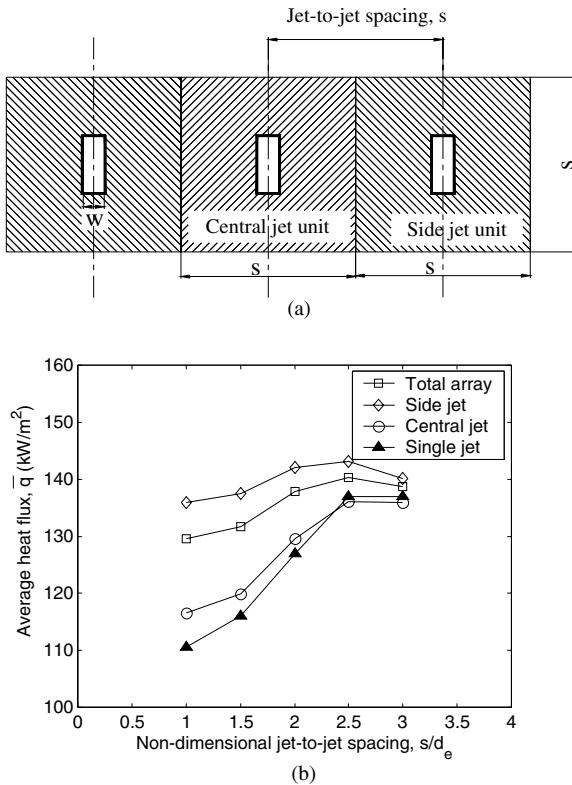 Jet-to-jet spacing, s
w
Central jet unit
Side jet unit
s
s
s
(a)
160
150
140
130
120
110
100
Average heat flux, q̅ (kW/m²)
Total array
Side jet
Central jet
Single jet
0 0.5 1 1.5 2 2.5 3 3.5 4
Non-dimensional jet-to-jet spacing, s/dₑ
(b)